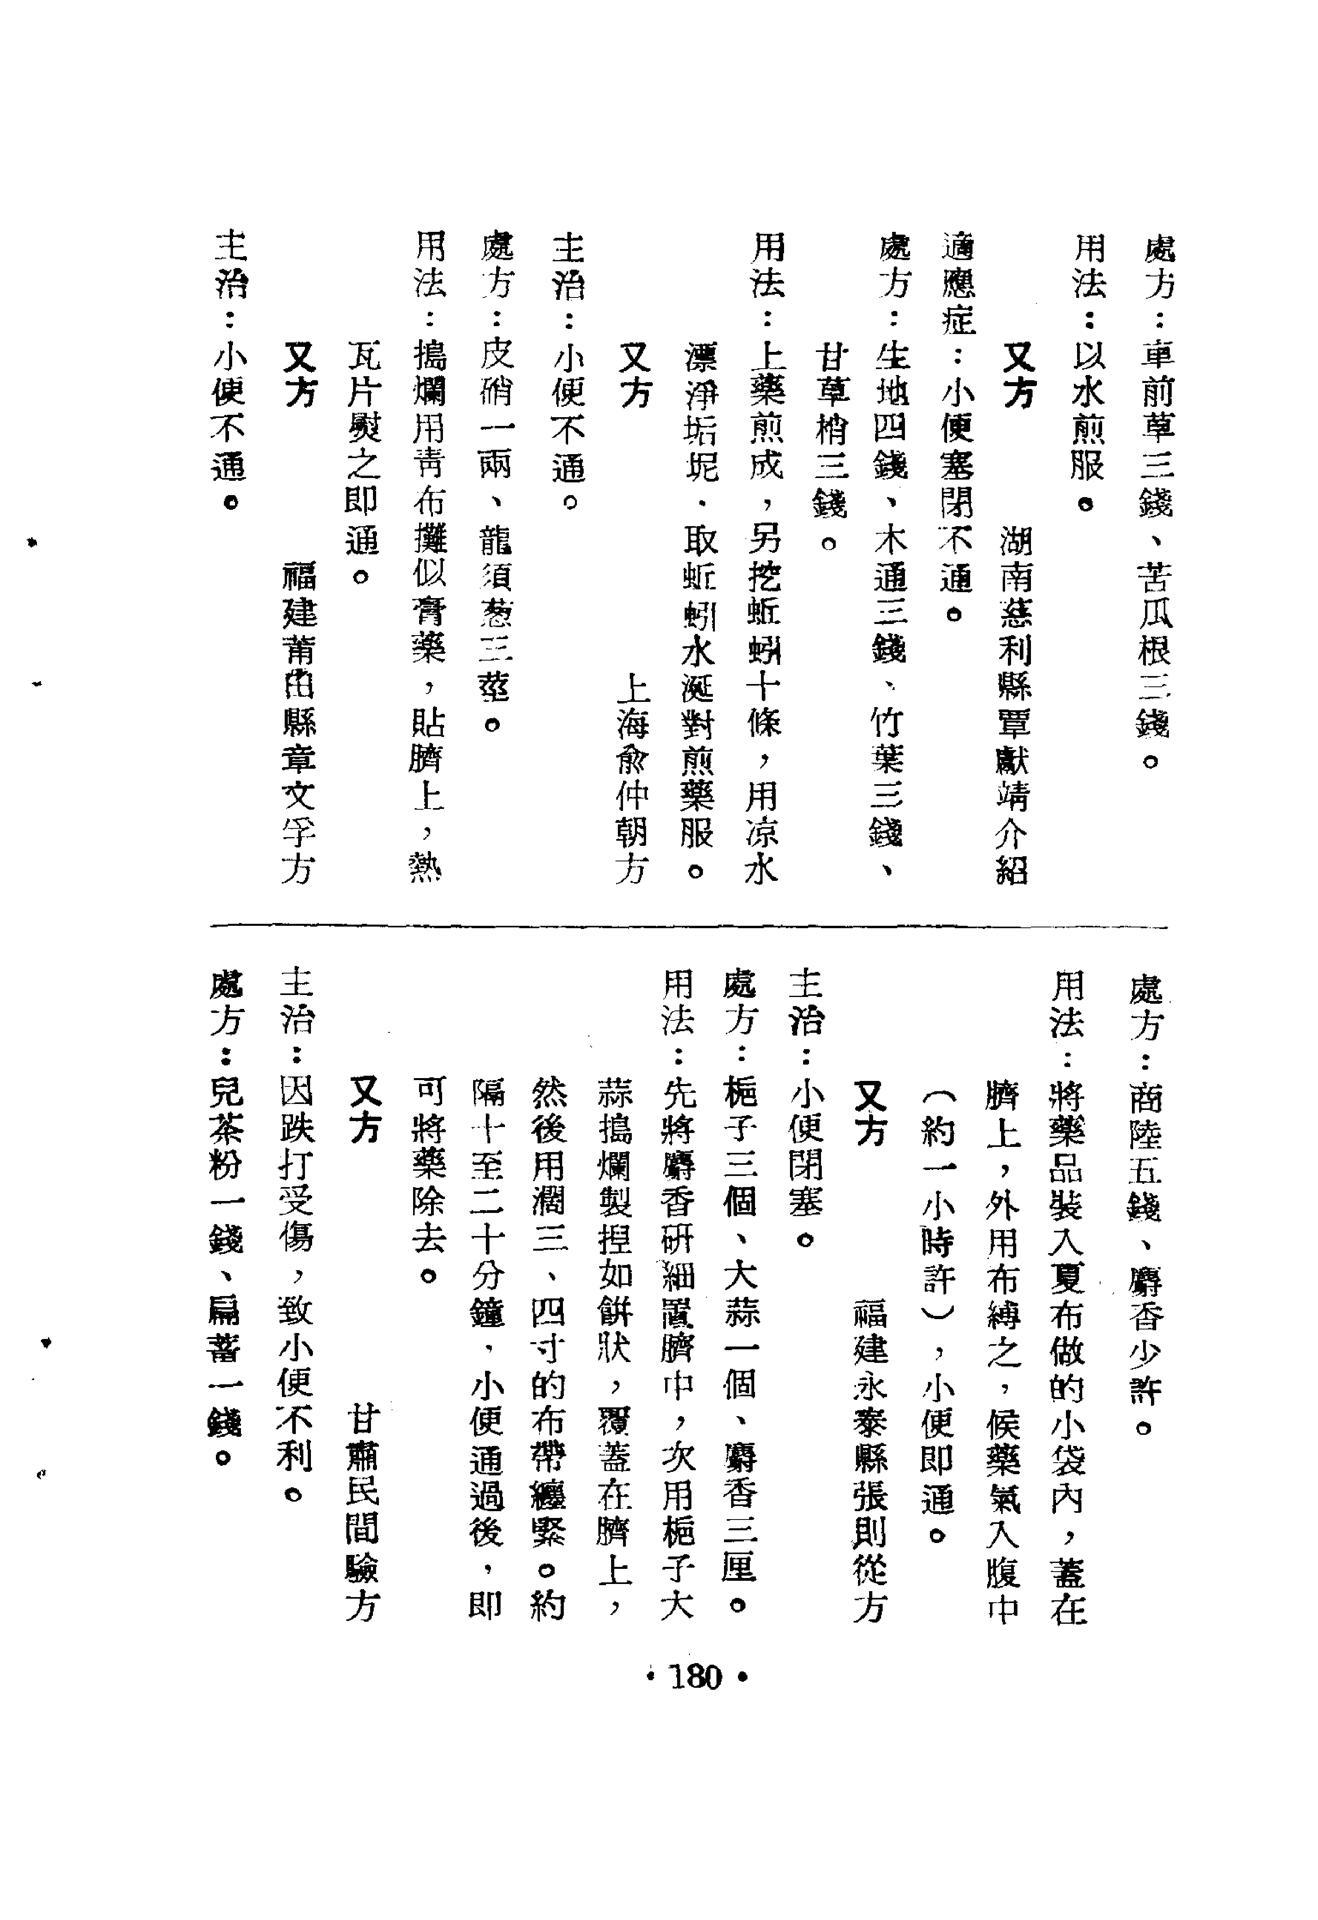 處方：車前草三錢、苦瓜根三錢。
用法：以水煎服。
又方　湖南慈利縣覃獻靖介紹
適應症：小便塞閉不通。
處方：生地四錢、木通三錢、竹葉三錢、
甘草梢三錢。
用法：上藥煎成，另挖蚯蚓十條，用凉水
漂淨垢坭．取蚯蚓水涎對煎藥服。
又方　上海俞仲朝方
主治：小便不通。
處方：皮硝一兩、龍須葱三莖。
用法：搗爛用靑布攤似膏藥，貼臍上，熱
瓦片熨之即通。
又方　福建莆田縣章文孚方
主治：小便不通。
處方：商陸五錢、麝香少許。
用法：將藥品裝入夏布做的小袋內，蓋在
臍上，外用布縛之，候藥氣入腹中
（約一小時許），小便即通。
又方　福建永泰縣張則從方
主治：小便閉塞。
處方：梔子三個、大蒜一個、麝香三厘。
用法：先將麝香研細置臍中，次用梔子大
蒜搗爛製揑如餠狀，覆蓋在臍上，
然後用濶三、四寸的布帶纏緊。約
隔十至二十分鐘，小便通過後，即
可將藥除去。
又方　甘肅民間驗方
主治：因跌打受傷，致小便不利。
處方：兒茶粉一錢、扁蓄一錢。
·180·